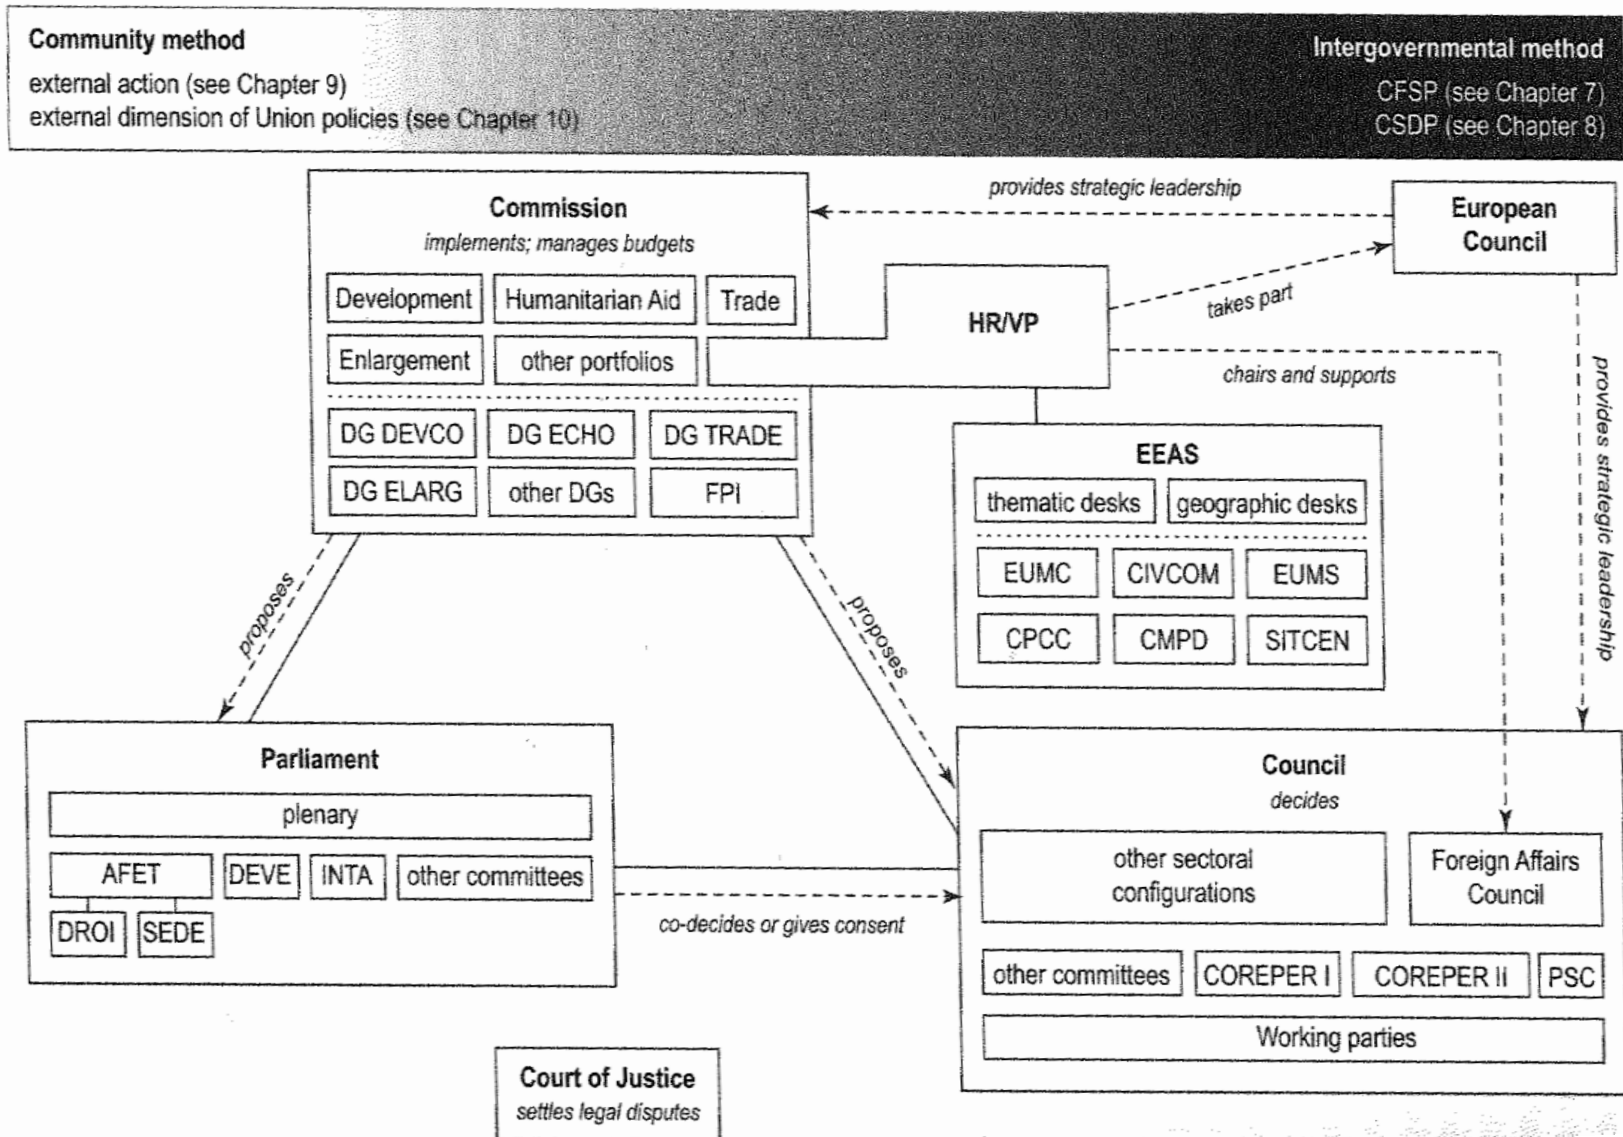 Community method
external action (see Chapter 9)
external dimension of Union policies (see Chapter 10)
Intergovernmental method
CFSP (see Chapter 7)
CSDP (see Chapter 8)
Commission
implements; manages budgets
Development
Humanitarian Aid
Trade
Enlargement
other portfolios
DG DEVCO
DG ECHO
DG TRADE
DG ELARG
other DGs
FPI
provides strategic leadership
European
Council
HR/VP
takes part
chairs and supports
provides strategic leadership
EEAS
thematic desks
geographic desks
EUMC
CIVCOM
EUMS
CPCC
CMPD
SITCEN
proposes
proposes
Parliament
plenary
AFET
DEVE
INTA
other committees
DROI
SEDE
co-decides or gives consent
Council
decides
other sectoral
configurations
Foreign Affairs
Council
other committees
COREPER I
COREPER Ii
PSC
Working parties
Court of Justice
settles legal disputes